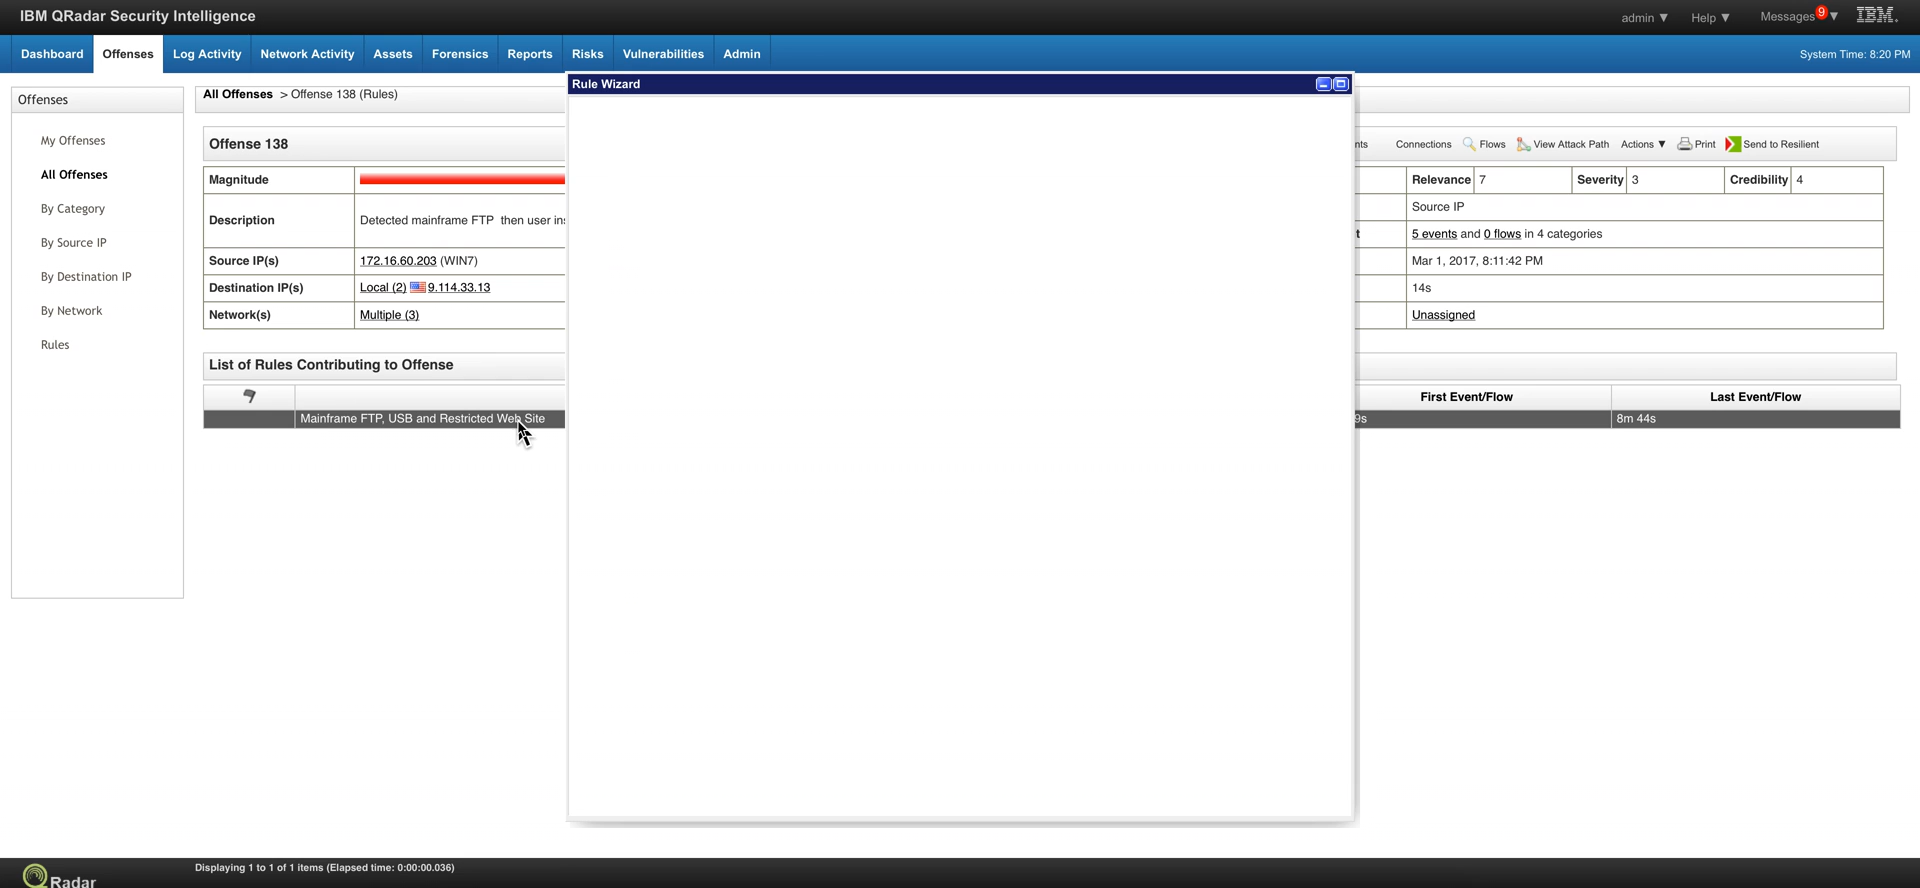 IBM QRadar Security Intelligence
admin ▼ Help ▼ Messages 9 ▼ IBM.
Dashboard Offenses Log Activity Network Activity Assets Forensics Reports Risks Vulnerabilities Admin System Time: 8:20 PM
Rule Wizard
Offenses
My Offenses
All Offenses
By Category
By Source IP
By Destination IP
By Network
Rules
All Offenses > Offense 138 (Rules)
Offense 138
Connections Flows View Attack Path Actions ▼ Print Send to Resilient
Magnitude Relevance 7 Severity 3 Credibility 4
Description Detected mainframe FTP then user Source IP
5 events and 0 flows in 4 categories
Source IP(s) 172.16.60.203 (WIN7) Mar 1, 2017, 8:11:42 PM
Destination IP(s) Local (2) 9.114.33.13 14s
Network(s) Multiple (3) Unassigned
List of Rules Contributing to Offense
First Event/Flow Last Event/Flow
Mainframe FTP, USB and Restricted Web Site 9s 8m 44s
Displaying 1 to 1 of 1 items (Elapsed time: 0:00:00.036)
QRadar